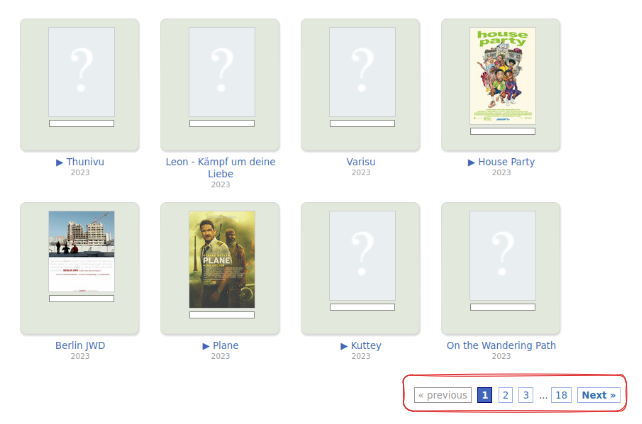 house
party
▶ Thunivu
2023
Leon - Kämpf um deine
Liebe
2023
Varisu
2023
▶ House Party
2023
PLANE
Berlin JWD
2023
▶ Plane
2023
▶ Kuttey
2023
On the Wandering Path
2023
« previous 1 2 3 ... 18 Next »